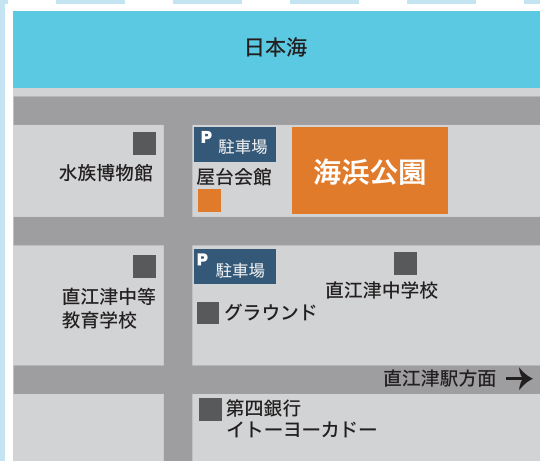 日本海
P 駐車場
海浜公園
水族博物館
屋台会館
P 駐車場
直江津中学校
直江津中等
教育学校
グラウンド
直江津駅方面 →
第四銀行
イトーヨーカドー